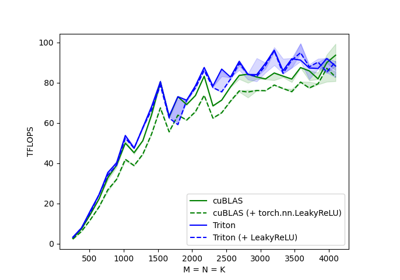 100
80
60
40
20
0
TFLOPS
500 1000 1500 2000 2500 3000 3500 4000
M = N = K
cuBLAS
cuBLAS (+ torch.nn.LeakyReLU)
Triton
Triton (+ LeakyReLU)